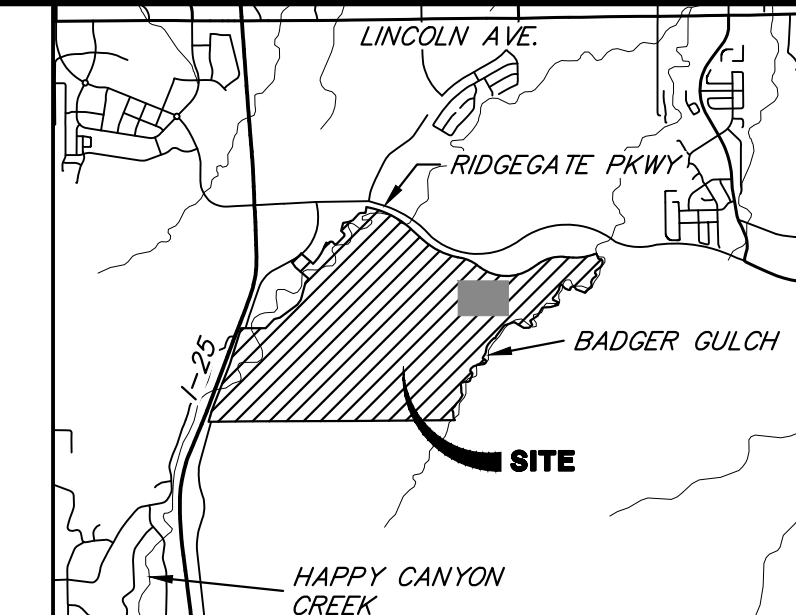 LINCOLN AVE.
RIDGEGATE PKWY
I-25
BADGER GULCH
SITE
HAPPY CANYON
CREEK